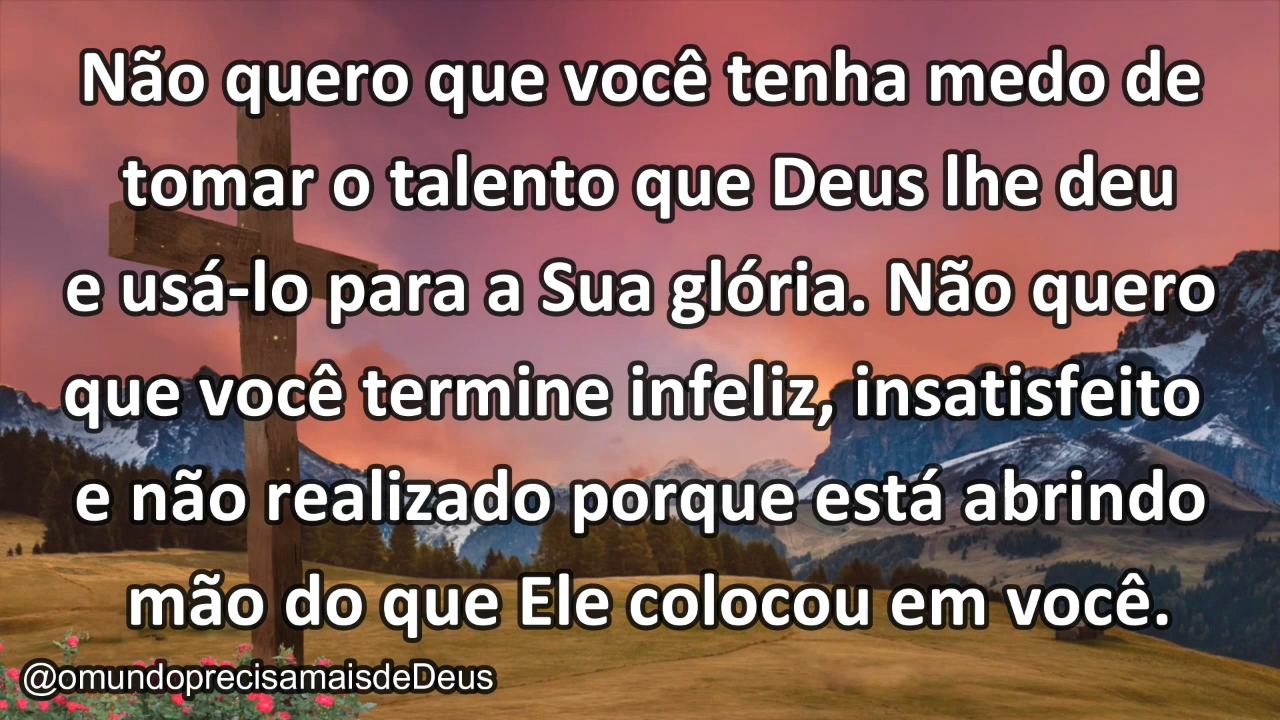 Não quero que você tenha medo de
tomar o talento que Deus lhe deu
e usá-lo para a Sua glória. Não quero
que você termine infeliz, insatisfeito
e não realizado porque está abrindo
mão do que Ele colocou em você.
@omundoprecisamaisdeDeus